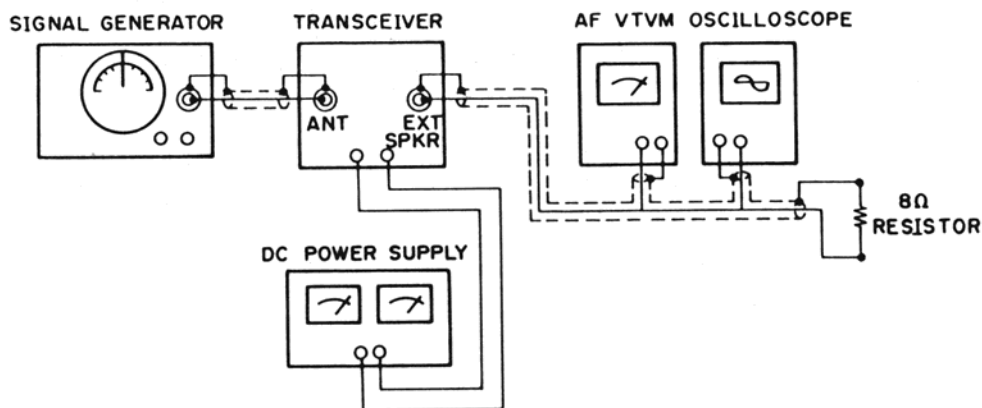 SIGNAL GENERATOR
TRANSCEIVER
AF VTVM
OSCILLOSCOPE
ANT
EXT
SPKR
8Ω
RESISTOR
DC POWER SUPPLY